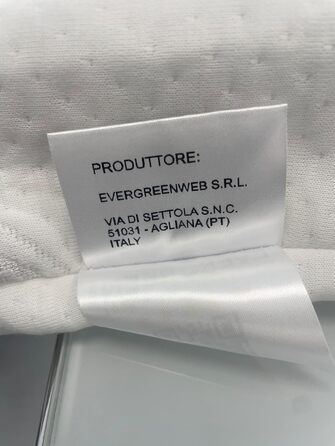 PRODUTTORE:
EVERGREENWEB S.R.L.
VIA DI SETTOLA S.N.C.
51031 - AGLIANA (PT)
ITALY